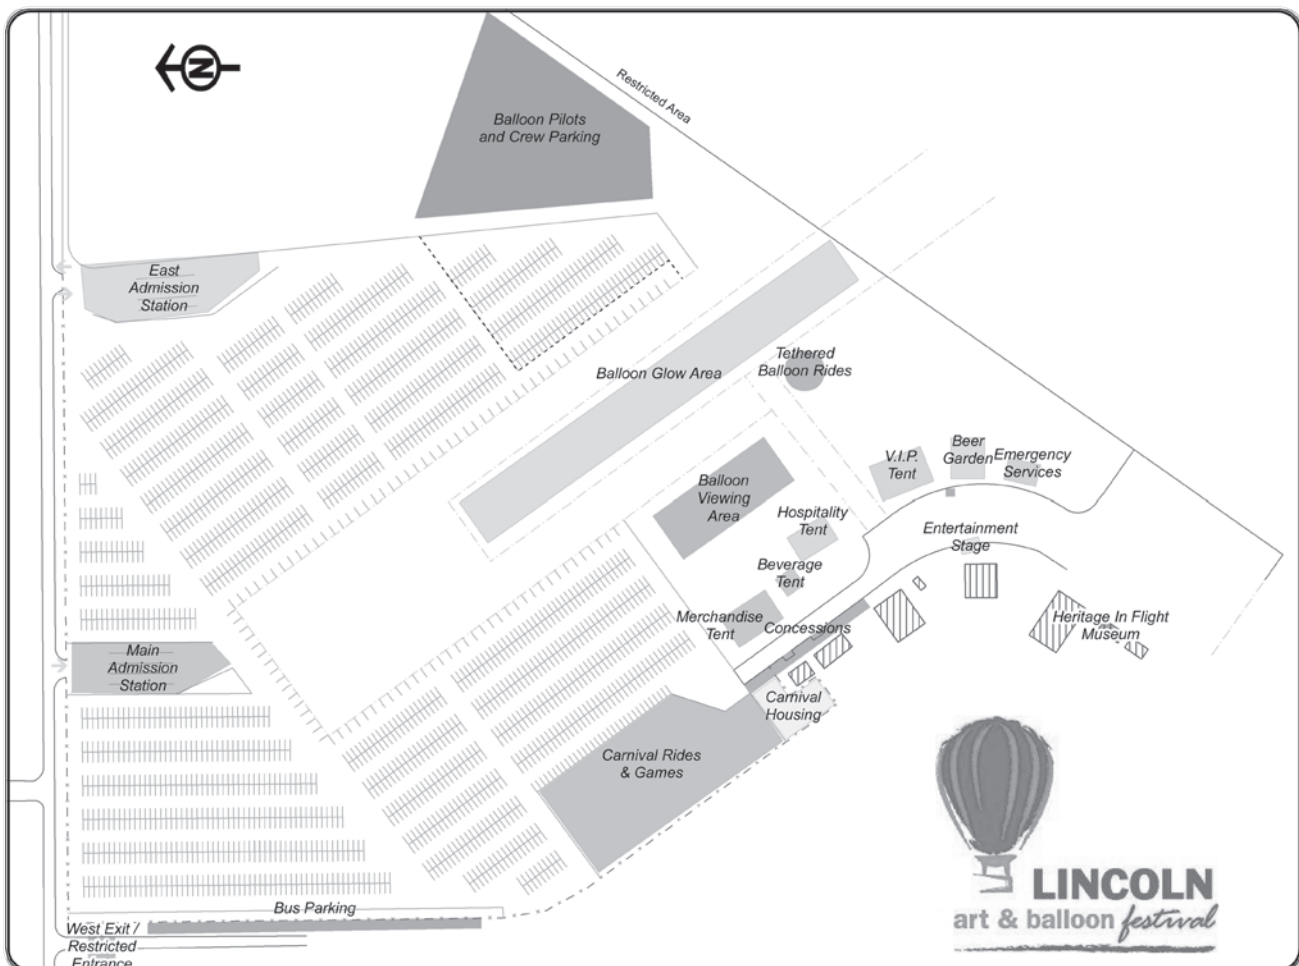 N
Balloon Pilots
and Crew Parking
Restricted Area
East
Admission
Station
Balloon Glow Area
Tethered
Balloon Rides
Beer
Garden
V.I.P.
Tent
Emergency
Services
Balloon
Viewing
Area
Hospitality
Tent
Entertainment
Stage
Beverage
Tent
Merchandise
Tent
Concessions
Heritage In Flight
Museum
Main
Admission
Station
Carnival
Housing
Carnival Rides
& Games
Bus Parking
West Exit /
Restricted
Entrance
LINCOLN
art & balloon festival